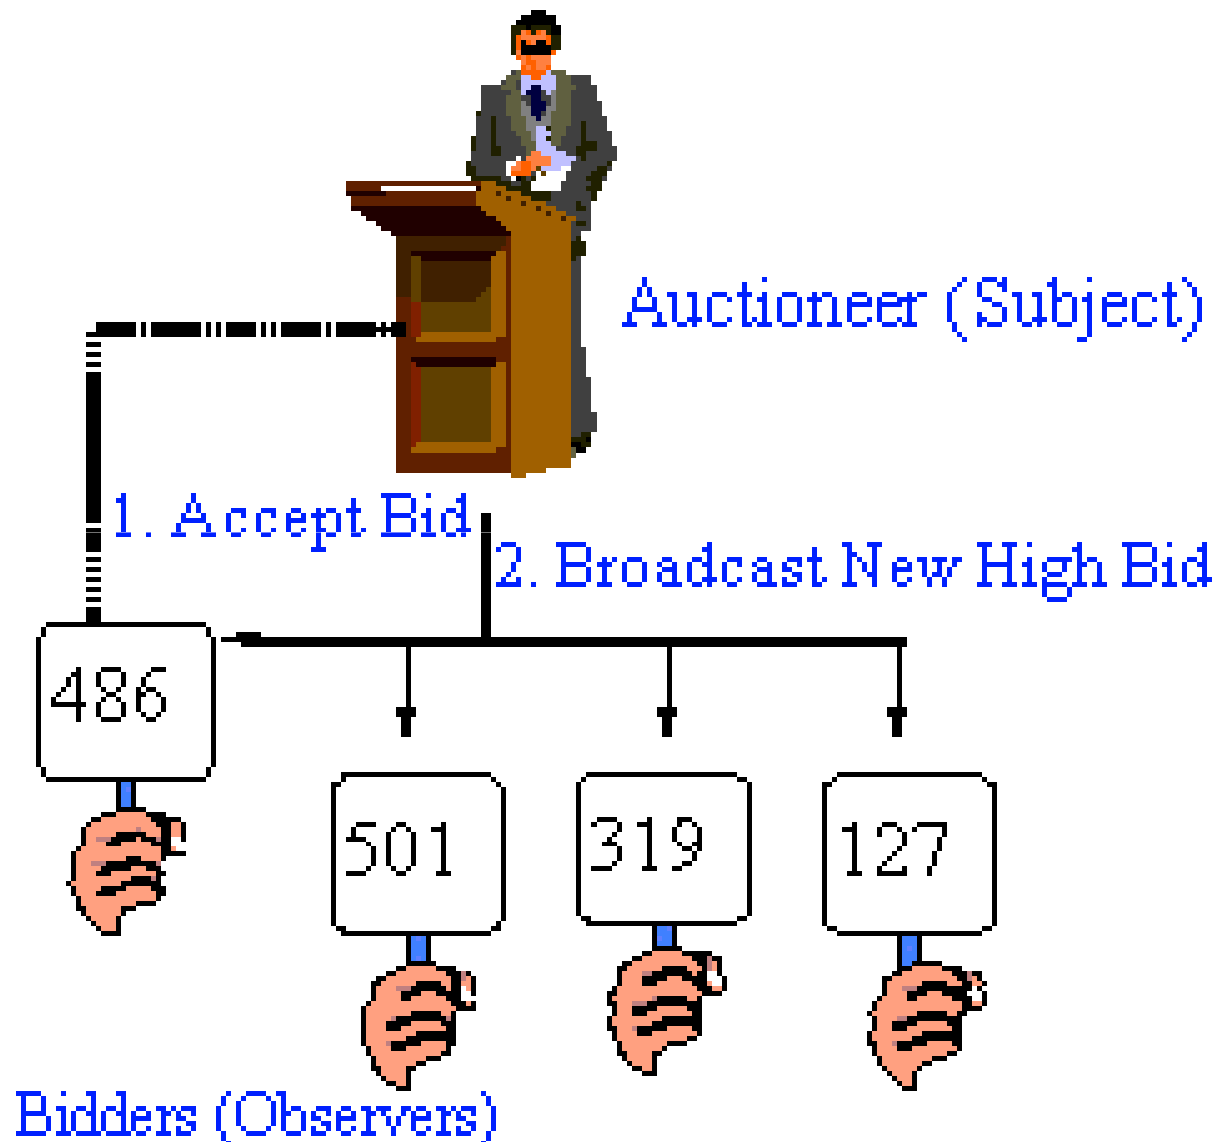 Auctioneer (Subject)
1. Accept Bid
2. Broadcast New High Bid
486
501
319
127
Bidders (Observers)